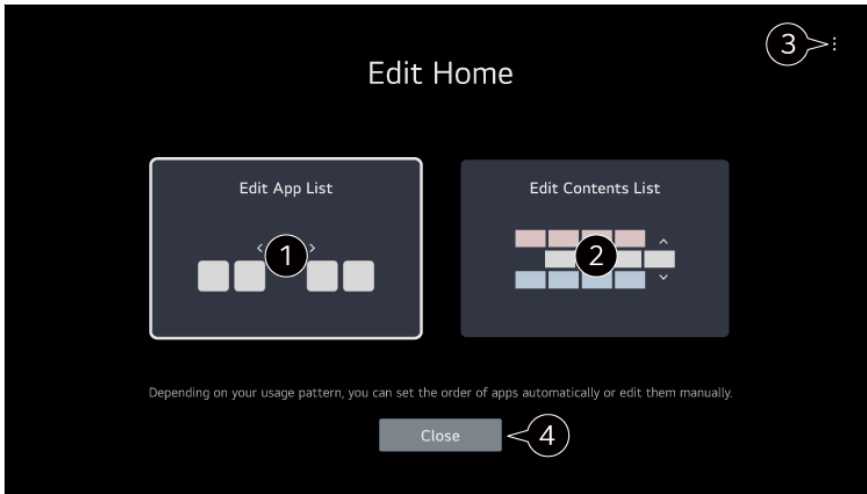 3
Edit Home
Edit App List
Edit Contents List
1
2
Depending on your usage pattern, you can set the order of apps automatically or edit them manually.
Close
4